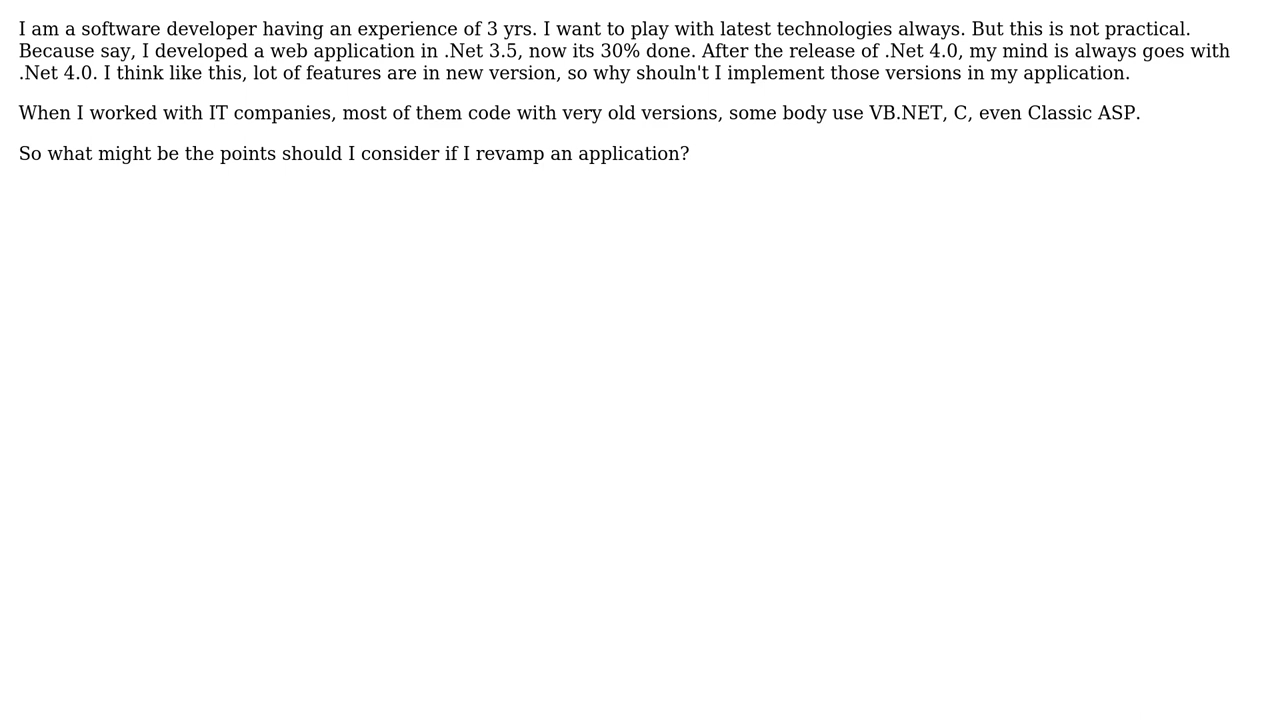 I am a software developer having an experience of 3 yrs. I want to play with latest technologies always. But this is not practical.
Because say, I developed a web application in .Net 3.5, now its 30% done. After the release of .Net 4.0, my mind is always goes with
.Net 4.0. I think like this, lot of features are in new version, so why shouln't I implement those versions in my application.
When I worked with IT companies, most of them code with very old versions, some body use VB.NET, C, even Classic ASP.
So what might be the points should I consider if I revamp an application?